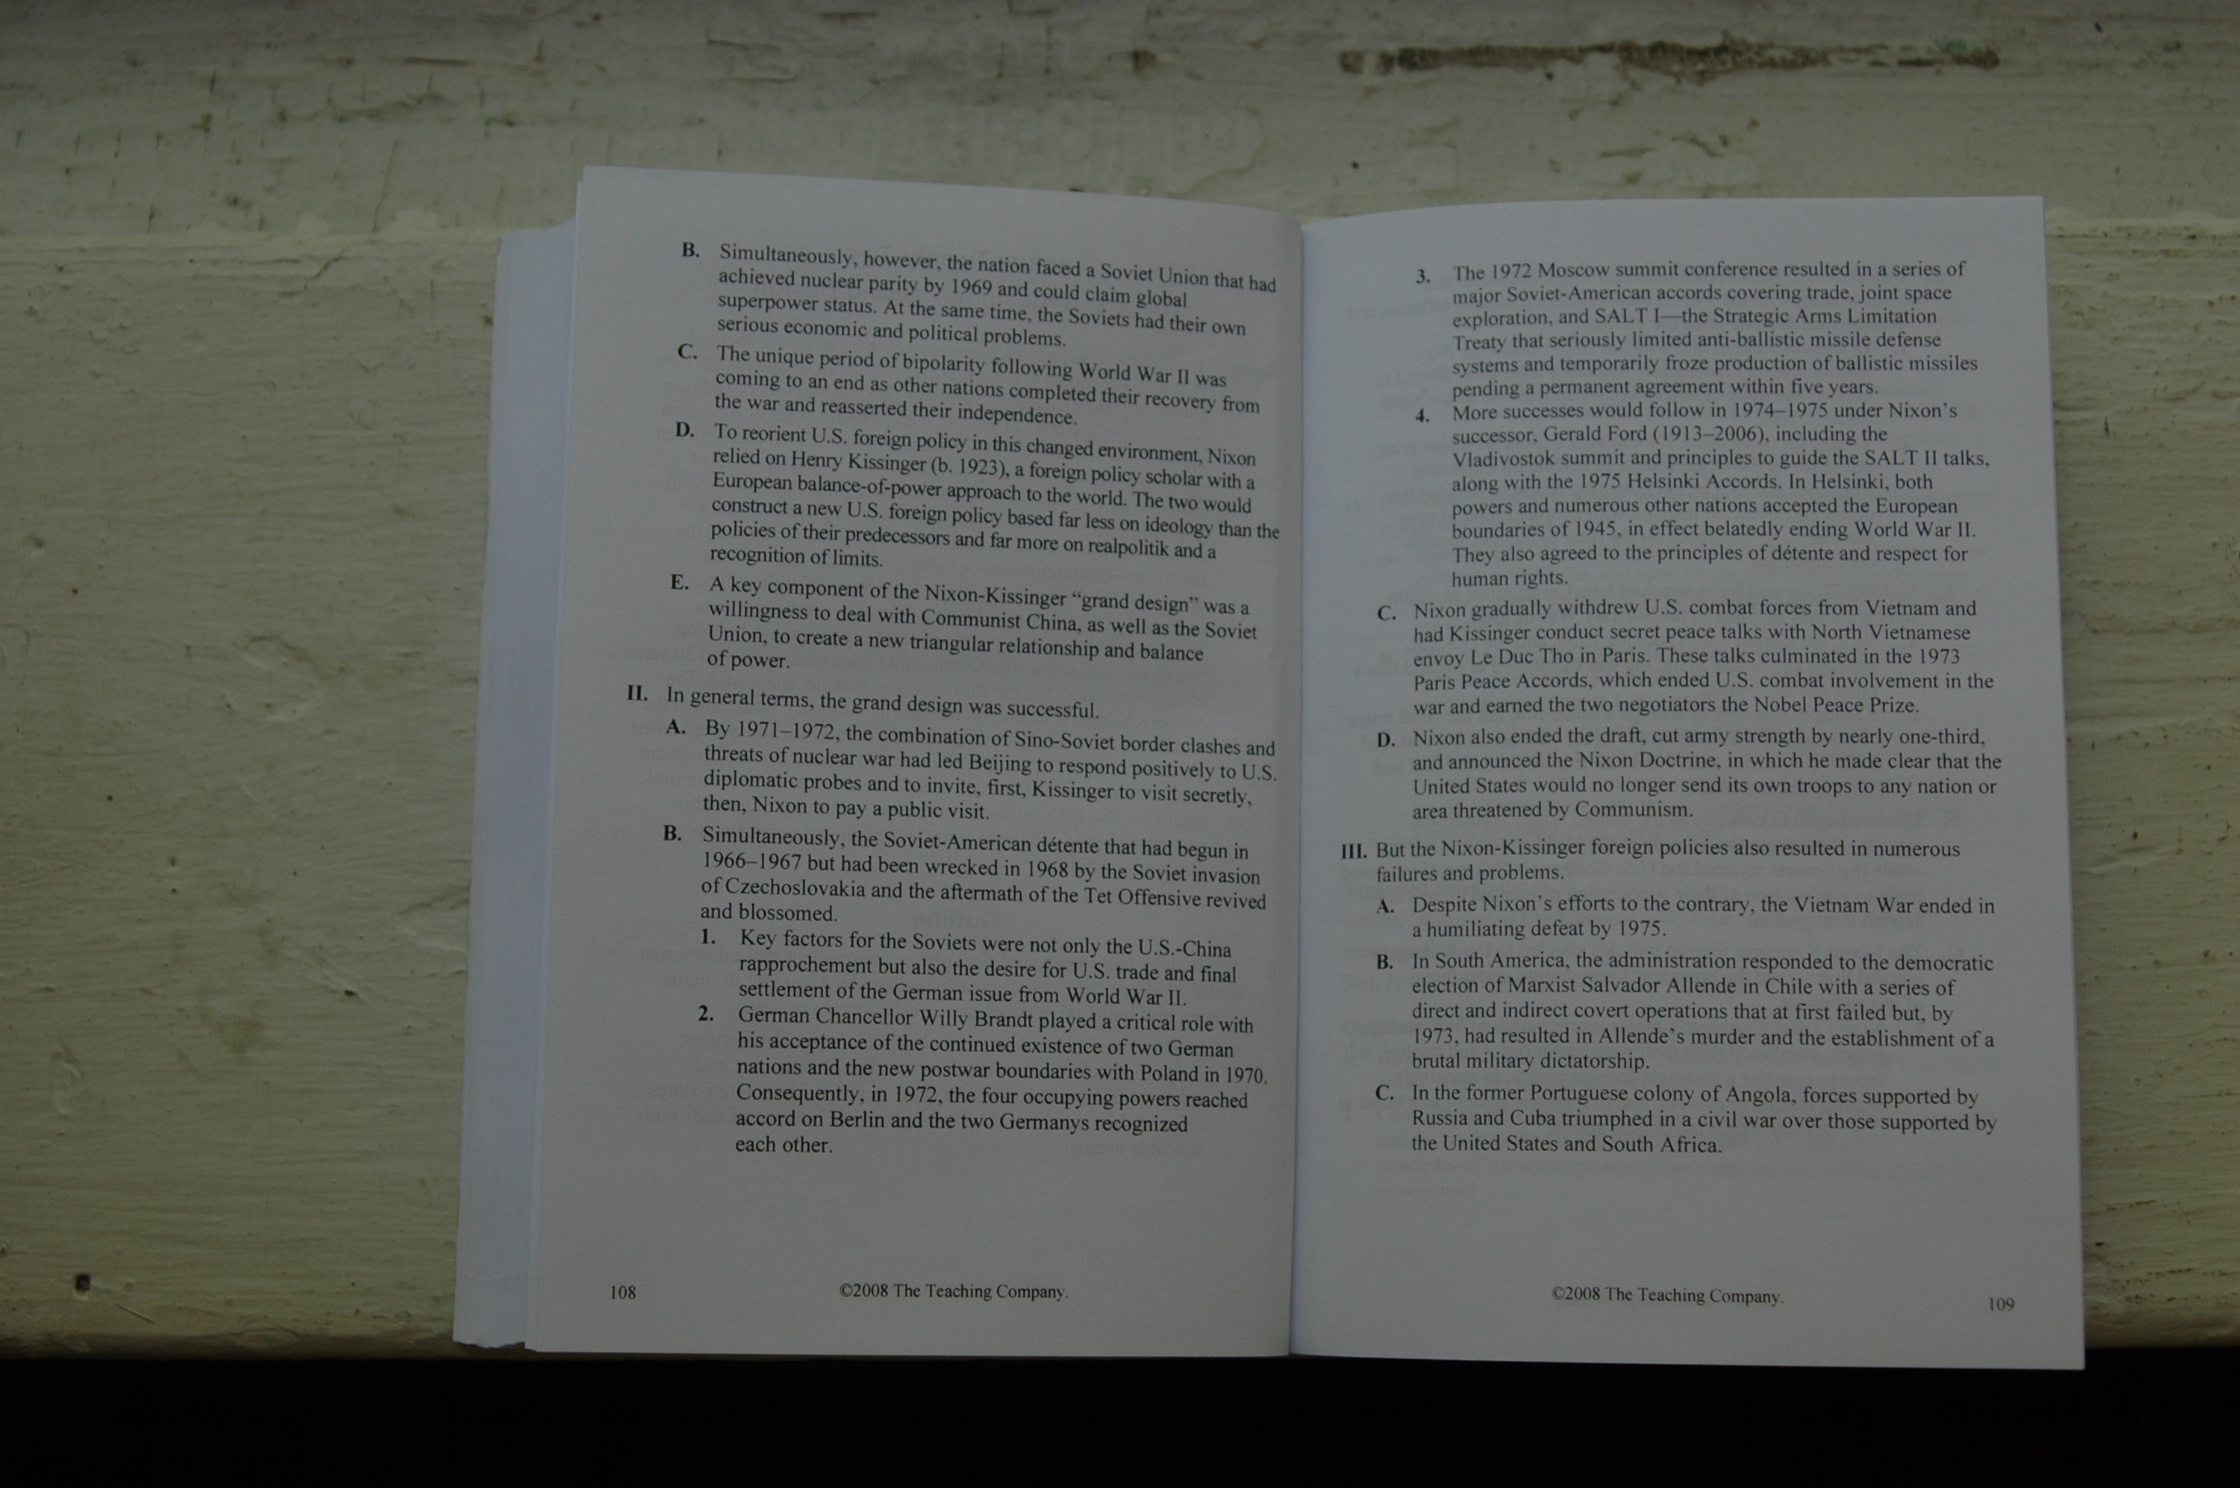 B. Simultaneously, however, the nation faced a Soviet Union that had
achieved nuclear parity by 1969 and could claim global
superpower status. At the same time, the Soviets had their own
serious economic and political problems.
C. The unique period of bipolarity following World War II was
coming to an end as other nations completed their recovery from
the war and reasserted their independence.
D. To reorient U.S. foreign policy in this changed environment, Nixon
relied on Henry Kissinger (b. 1923), a foreign policy scholar with a
European balance-of-power approach to the world. The two would
construct a new U.S. foreign policy based far less on ideology than the
policies of their predecessors and far more on realpolitik and a
recognition of limits.
E. A key component of the Nixon-Kissinger “grand design” was a
willingness to deal with Communist China, as well as the Soviet
Union, to create a new triangular relationship and balance
of power.
II. In general terms, the grand design was successful.
A. By 1971–1972, the combination of Sino-Soviet border clashes and
threats of nuclear war had led Beijing to respond positively to U.S.
diplomatic probes and to invite, first, Kissinger to visit secretly,
then, Nixon to pay a public visit.
B. Simultaneously, the Soviet-American détente that had begun in
1966–1967 but had been wrecked in 1968 by the Soviet invasion
of Czechoslovakia and the aftermath of the Tet Offensive revived
and blossomed.
1. Key factors for the Soviets were not only the U.S.-China
rapprochement but also the desire for U.S. trade and final
settlement of the German issue from World War II.
2. German Chancellor Willy Brandt played a critical role with
his acceptance of the continued existence of two German
nations and the new postwar boundaries with Poland in 1970.
Consequently, in 1972, the four occupying powers reached
accord on Berlin and the two Germanys recognized
each other.
108
©2008 The Teaching Company.
3. The 1972 Moscow summit conference resulted in a series of
major Soviet-American accords covering trade, joint space
exploration, and SALT I—the Strategic Arms Limitation
Treaty that seriously limited anti-ballistic missile defense
systems and temporarily froze production of ballistic missiles
pending a permanent agreement within five years.
4. More successes would follow in 1974–1975 under Nixon’s
successor, Gerald Ford (1913–2006), including the
Vladivostok summit and principles to guide the SALT II talks,
along with the 1975 Helsinki Accords. In Helsinki, both
powers and numerous other nations accepted the European
boundaries of 1945, in effect belatedly ending World War II.
They also agreed to the principles of détente and respect for
human rights.
C. Nixon gradually withdrew U.S. combat forces from Vietnam and
had Kissinger conduct secret peace talks with North Vietnamese
envoy Le Duc Tho in Paris. These talks culminated in the 1973
Paris Peace Accords, which ended U.S. combat involvement in the
war and earned the two negotiators the Nobel Peace Prize.
D. Nixon also ended the draft, cut army strength by nearly one-third,
and announced the Nixon Doctrine, in which he made clear that the
United States would no longer send its own troops to any nation or
area threatened by Communism.
III. But the Nixon-Kissinger foreign policies also resulted in numerous
failures and problems.
A. Despite Nixon’s efforts to the contrary, the Vietnam War ended in
a humiliating defeat by 1975.
B. In South America, the administration responded to the democratic
election of Marxist Salvador Allende in Chile with a series of
direct and indirect covert operations that at first failed but, by
1973, had resulted in Allende’s murder and the establishment of a
brutal military dictatorship.
C. In the former Portuguese colony of Angola, forces supported by
Russia and Cuba triumphed in a civil war over those supported by
the United States and South Africa.
©2008 The Teaching Company.
109